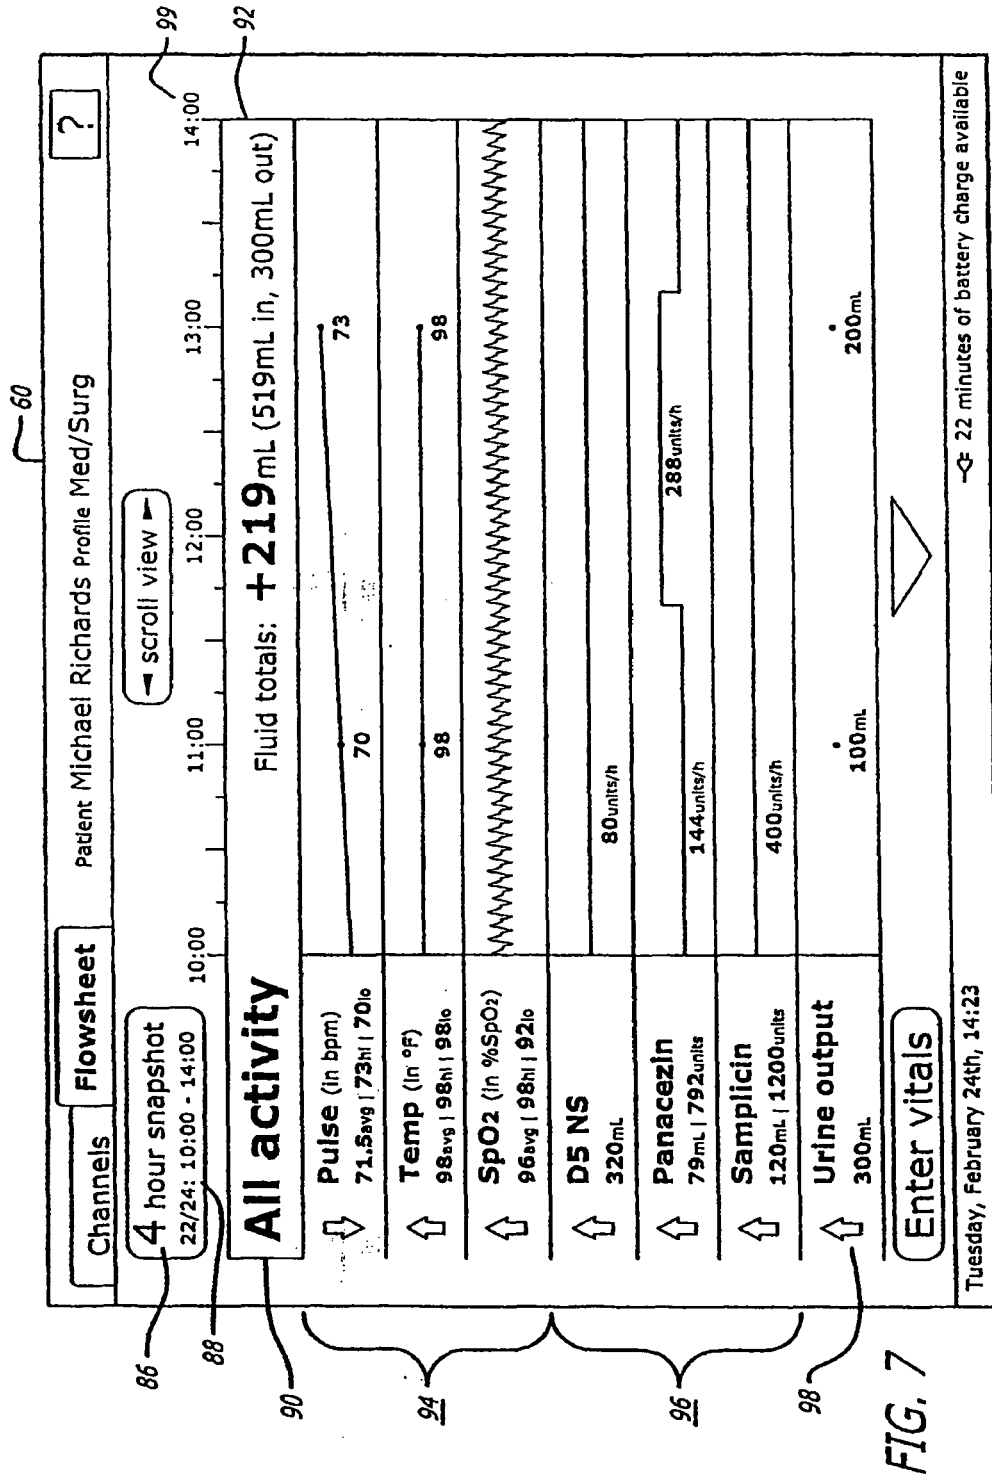 60
Channels
Flowsheet
Patient Michael Richards Profile Med/Surg
?
4 hour snapshot
22/24: 10:00 - 14:00
◄ scroll view ►
86
88
99
92
10:00
11:00
12:00
13:00
14:00
90
All activity
Fluid totals: +219mL (519mL in, 300mL out)
94
Pulse (in bpm)
71.5avg | 73hi | 70lo
70
73
Temp (in °F)
98avg | 98hi | 98lo
98
98
SpO2 (in %SpO2)
96avg | 98hi | 92lo
96
D5 NS
320mL
80units/h
Panacezin
79mL | 792units
144units/h
288units/h
Samplicin
120mL | 1200units
400units/h
98
Urine output
300mL
100mL
200mL
Enter vitals
Tuesday, February 24th, 14:23
22 minutes of battery charge available
FIG. 7